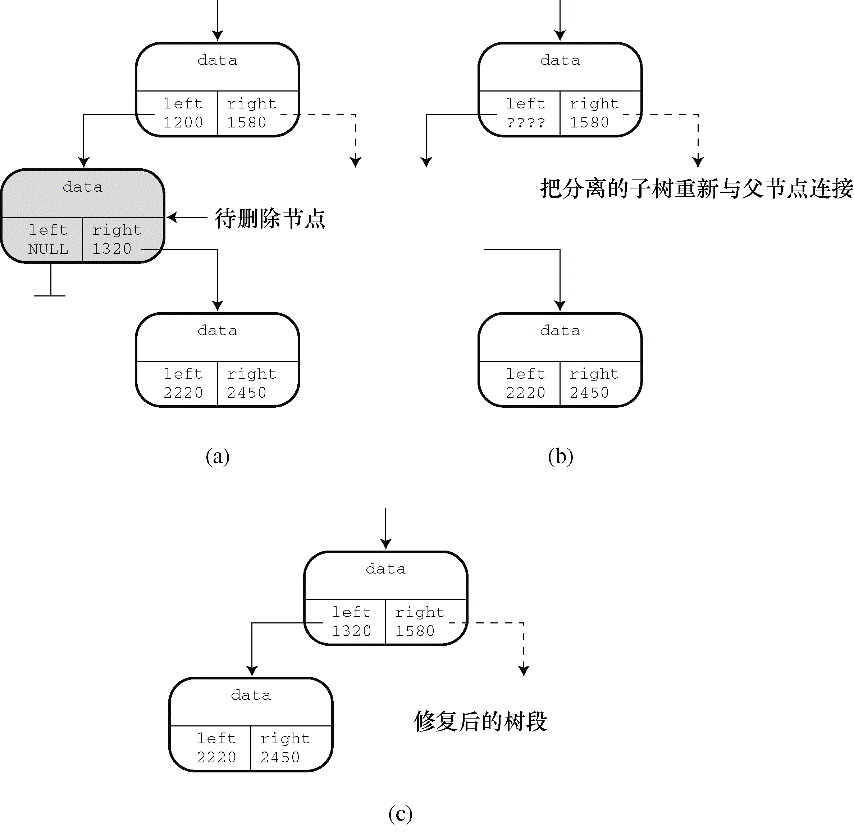 data
left right
1200 1580
data
left right
NULL 1320
待删除节点
data
left right
2220 2450
(a)
data
left right
???? 1580
把分离的子树重新与父节点连接
data
left right
2220 2450
(b)
data
left right
1320 1580
data
left right
2220 2450
修复后的树段
(c)